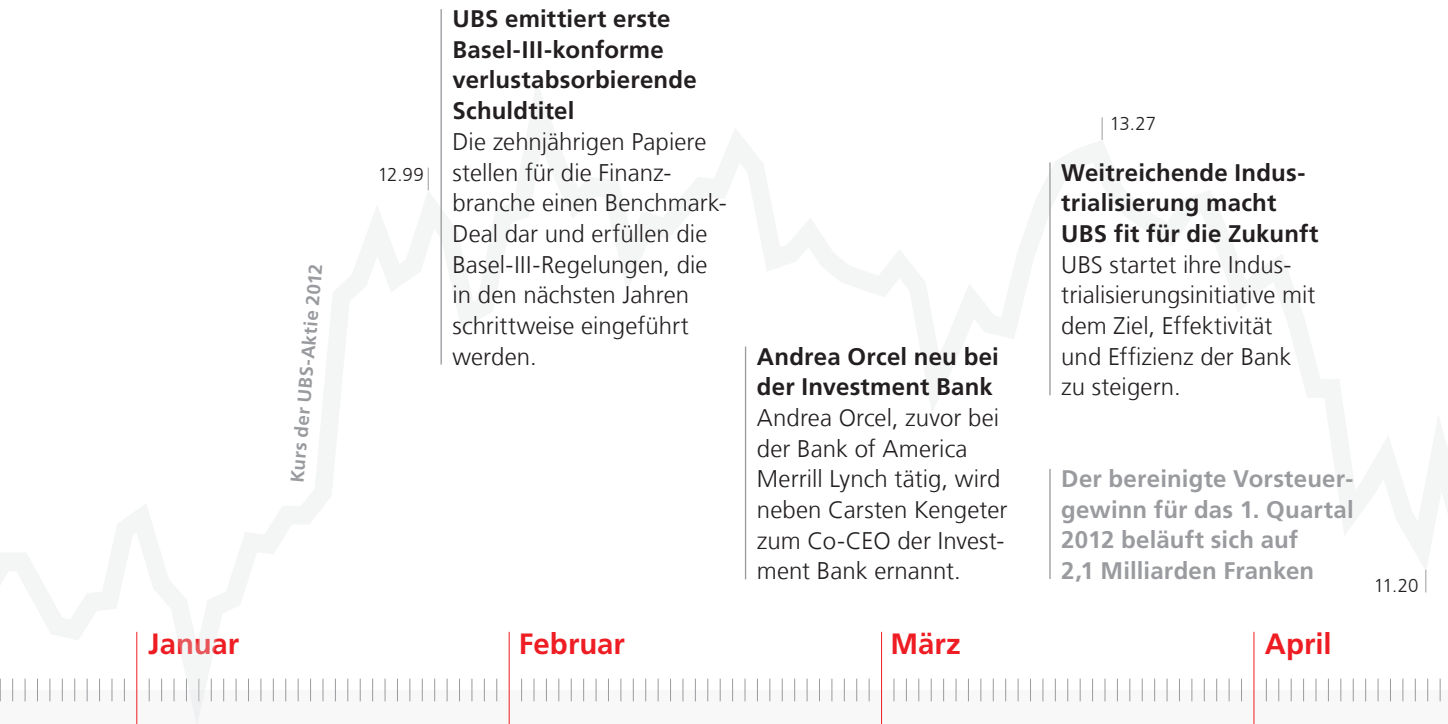 UBS emittiert erste
Basel-III-konforme
verlustabsorbierende
Schuldtitel
Die zehnjährigen Papiere
stellen für die Finanz-
branche einen Benchmark-
Deal dar und erfüllen die
Basel-III-Regelungen, die
in den nächsten Jahren
schrittweise eingeführt
werden.
12.99
Kurs der UBS-Aktie 2012
Andrea Orcel neu bei
der Investment Bank
Andrea Orcel, zuvor bei
der Bank of America
Merrill Lynch tätig, wird
neben Carsten Kengeter
zum Co-CEO der Invest-
ment Bank ernannt.
13.27
Weitreichende Indus-
trialisierung macht
UBS fit für die Zukunft
UBS startet ihre Indus-
trialisierungsinitiative mit
dem Ziel, Effektivität
und Effizienz der Bank
zu steigern.
Der bereinigte Vorsteuer-
gewinn für das 1. Quartal
2012 beläuft sich auf
2,1 Milliarden Franken
11.20
Januar
Februar
März
April